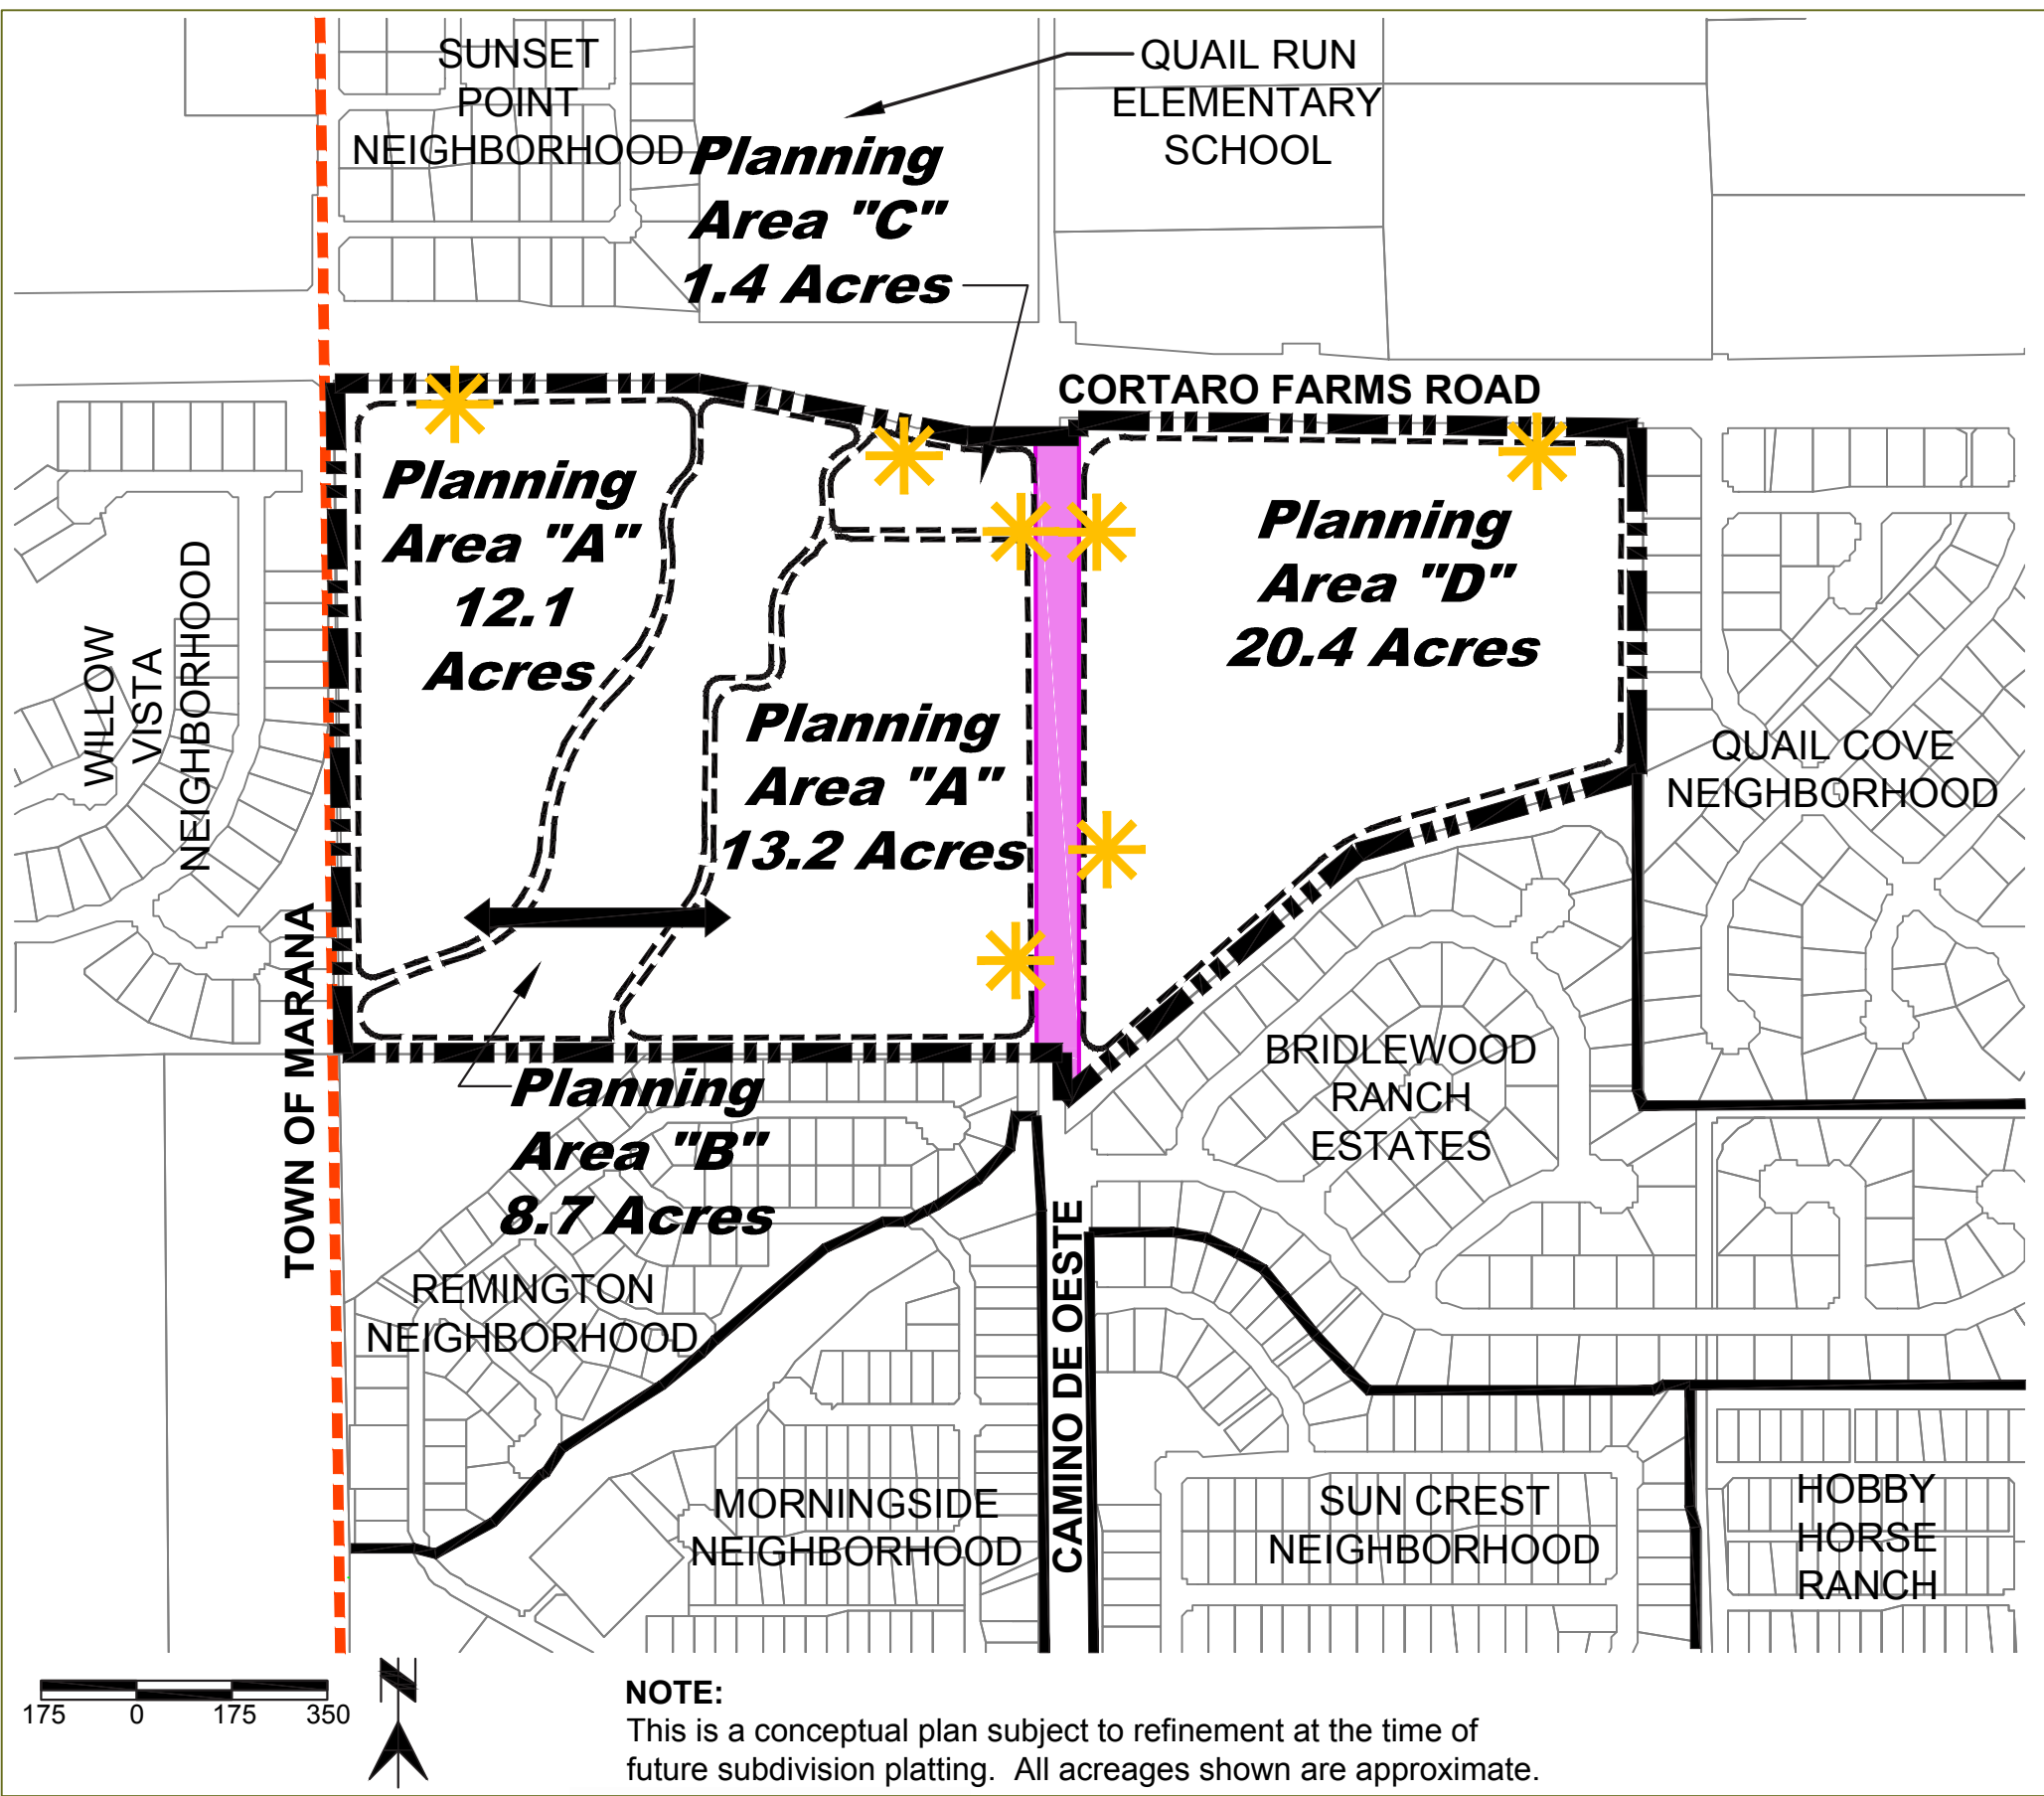 SUNSET
POINT
NEIGHBORHOOD
QUAIL RUN
ELEMENTARY
SCHOOL
Planning
Area "C"
1.4 Acres
CORTARO FARMS ROAD
Planning
Area "A"
12.1
Acres
Planning
Area "D"
20.4 Acres
WILLOW
VISTA
NEIGHBORHOOD
Planning
Area "A"
13.2 Acres
QUAIL COVE
NEIGHBORHOOD
TOWN OF MARANA
BRIDLEWOOD
RANCH
ESTATES
Planning
Area "B"
8.7 Acres
REMINGTON
NEIGHBORHOOD
CAMINO DE OESTE
MORNINGSIDE
NEIGHBORHOOD
SUN CREST
NEIGHBORHOOD
HOBBY
HORSE
RANCH
175 0 175 350
N
NOTE:
This is a conceptual plan subject to refinement at the time of
future subdivision platting. All acreages shown are approximate.